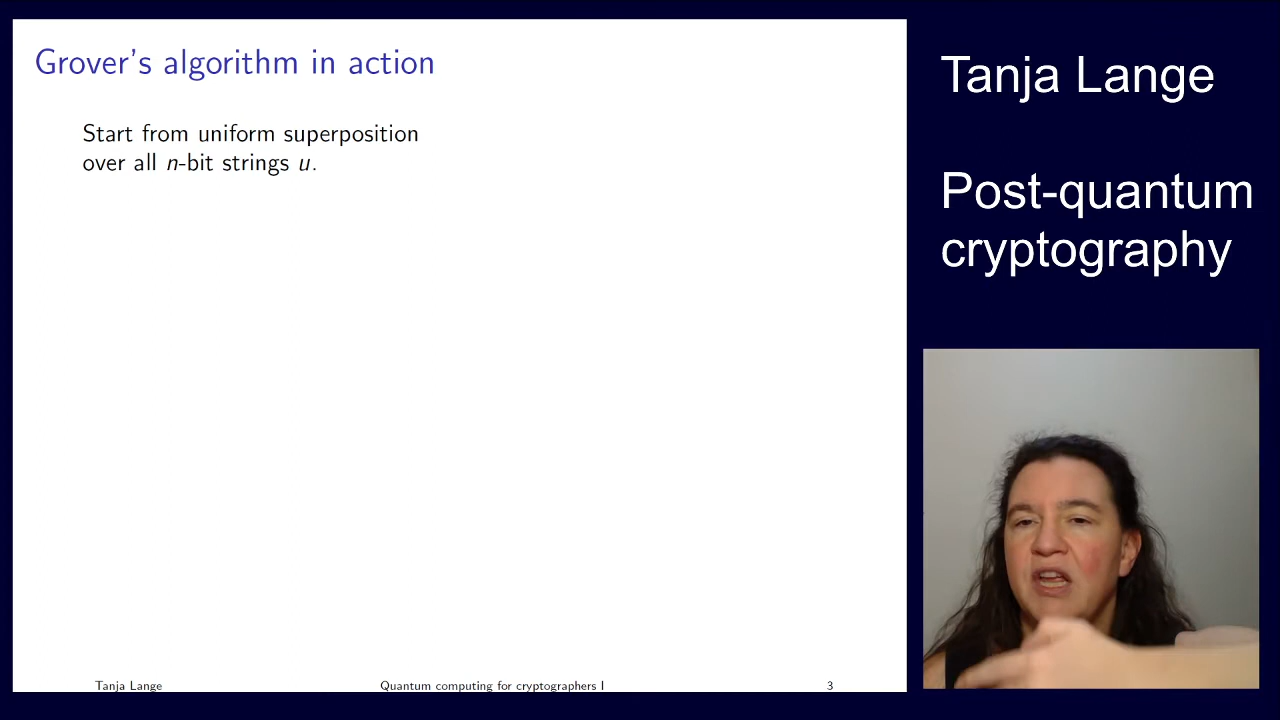 Grover's algorithm in action
Start from uniform superposition
over all n-bit strings u.
Tanja Lange
Quantum computing for cryptographers I
3
Tanja Lange
Post-quantum
cryptography